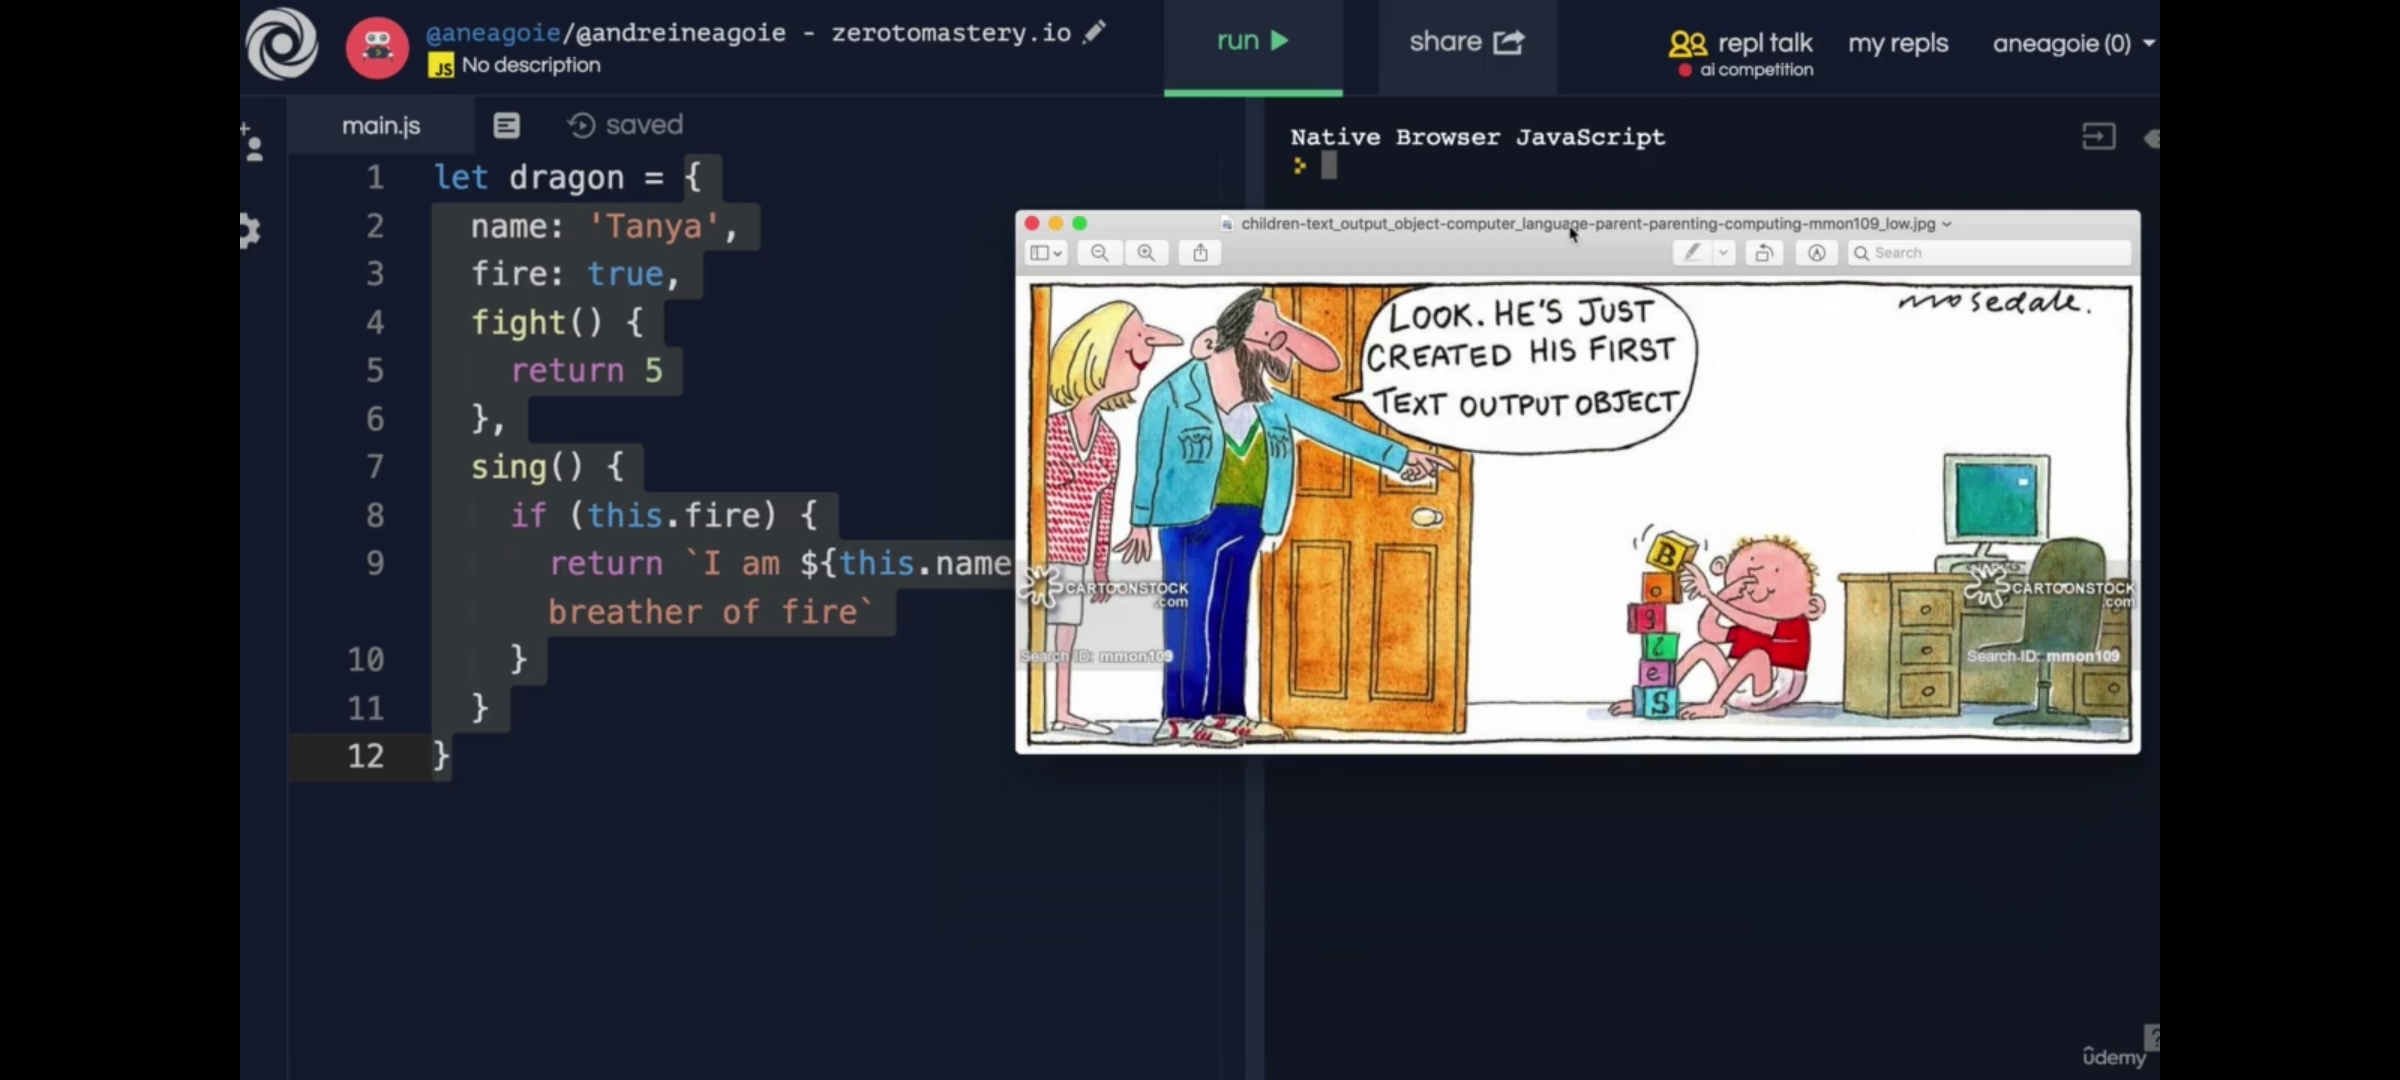 @aneagoie/@andreineagoie - zerotomastery.io
JS No description
run
share
repl talk
ai competition
my repls
aneagoie (0)
main.js
saved
1 let dragon = {
2 name: 'Tanya',
3 fire: true,
4 fight() {
5 return 5
6 },
7 sing() {
8 if (this.fire) {
9 return `I am ${this.name
breather of fire`
10 }
11 }
12 }
Native Browser JavaScript
children-text_output_object-computer_language-parent-parenting-computing-mmon109_low.jpg
Search
LOOK. HE'S JUST
CREATED HIS FIRST
TEXT OUTPUT OBJECT
mosedale.
B
o
g
l
e
S
CARTOONSTOCK
.com
Search ID: mmon109
CARTOONSTOCK
.com
Search ID: mmon109
ûdemy